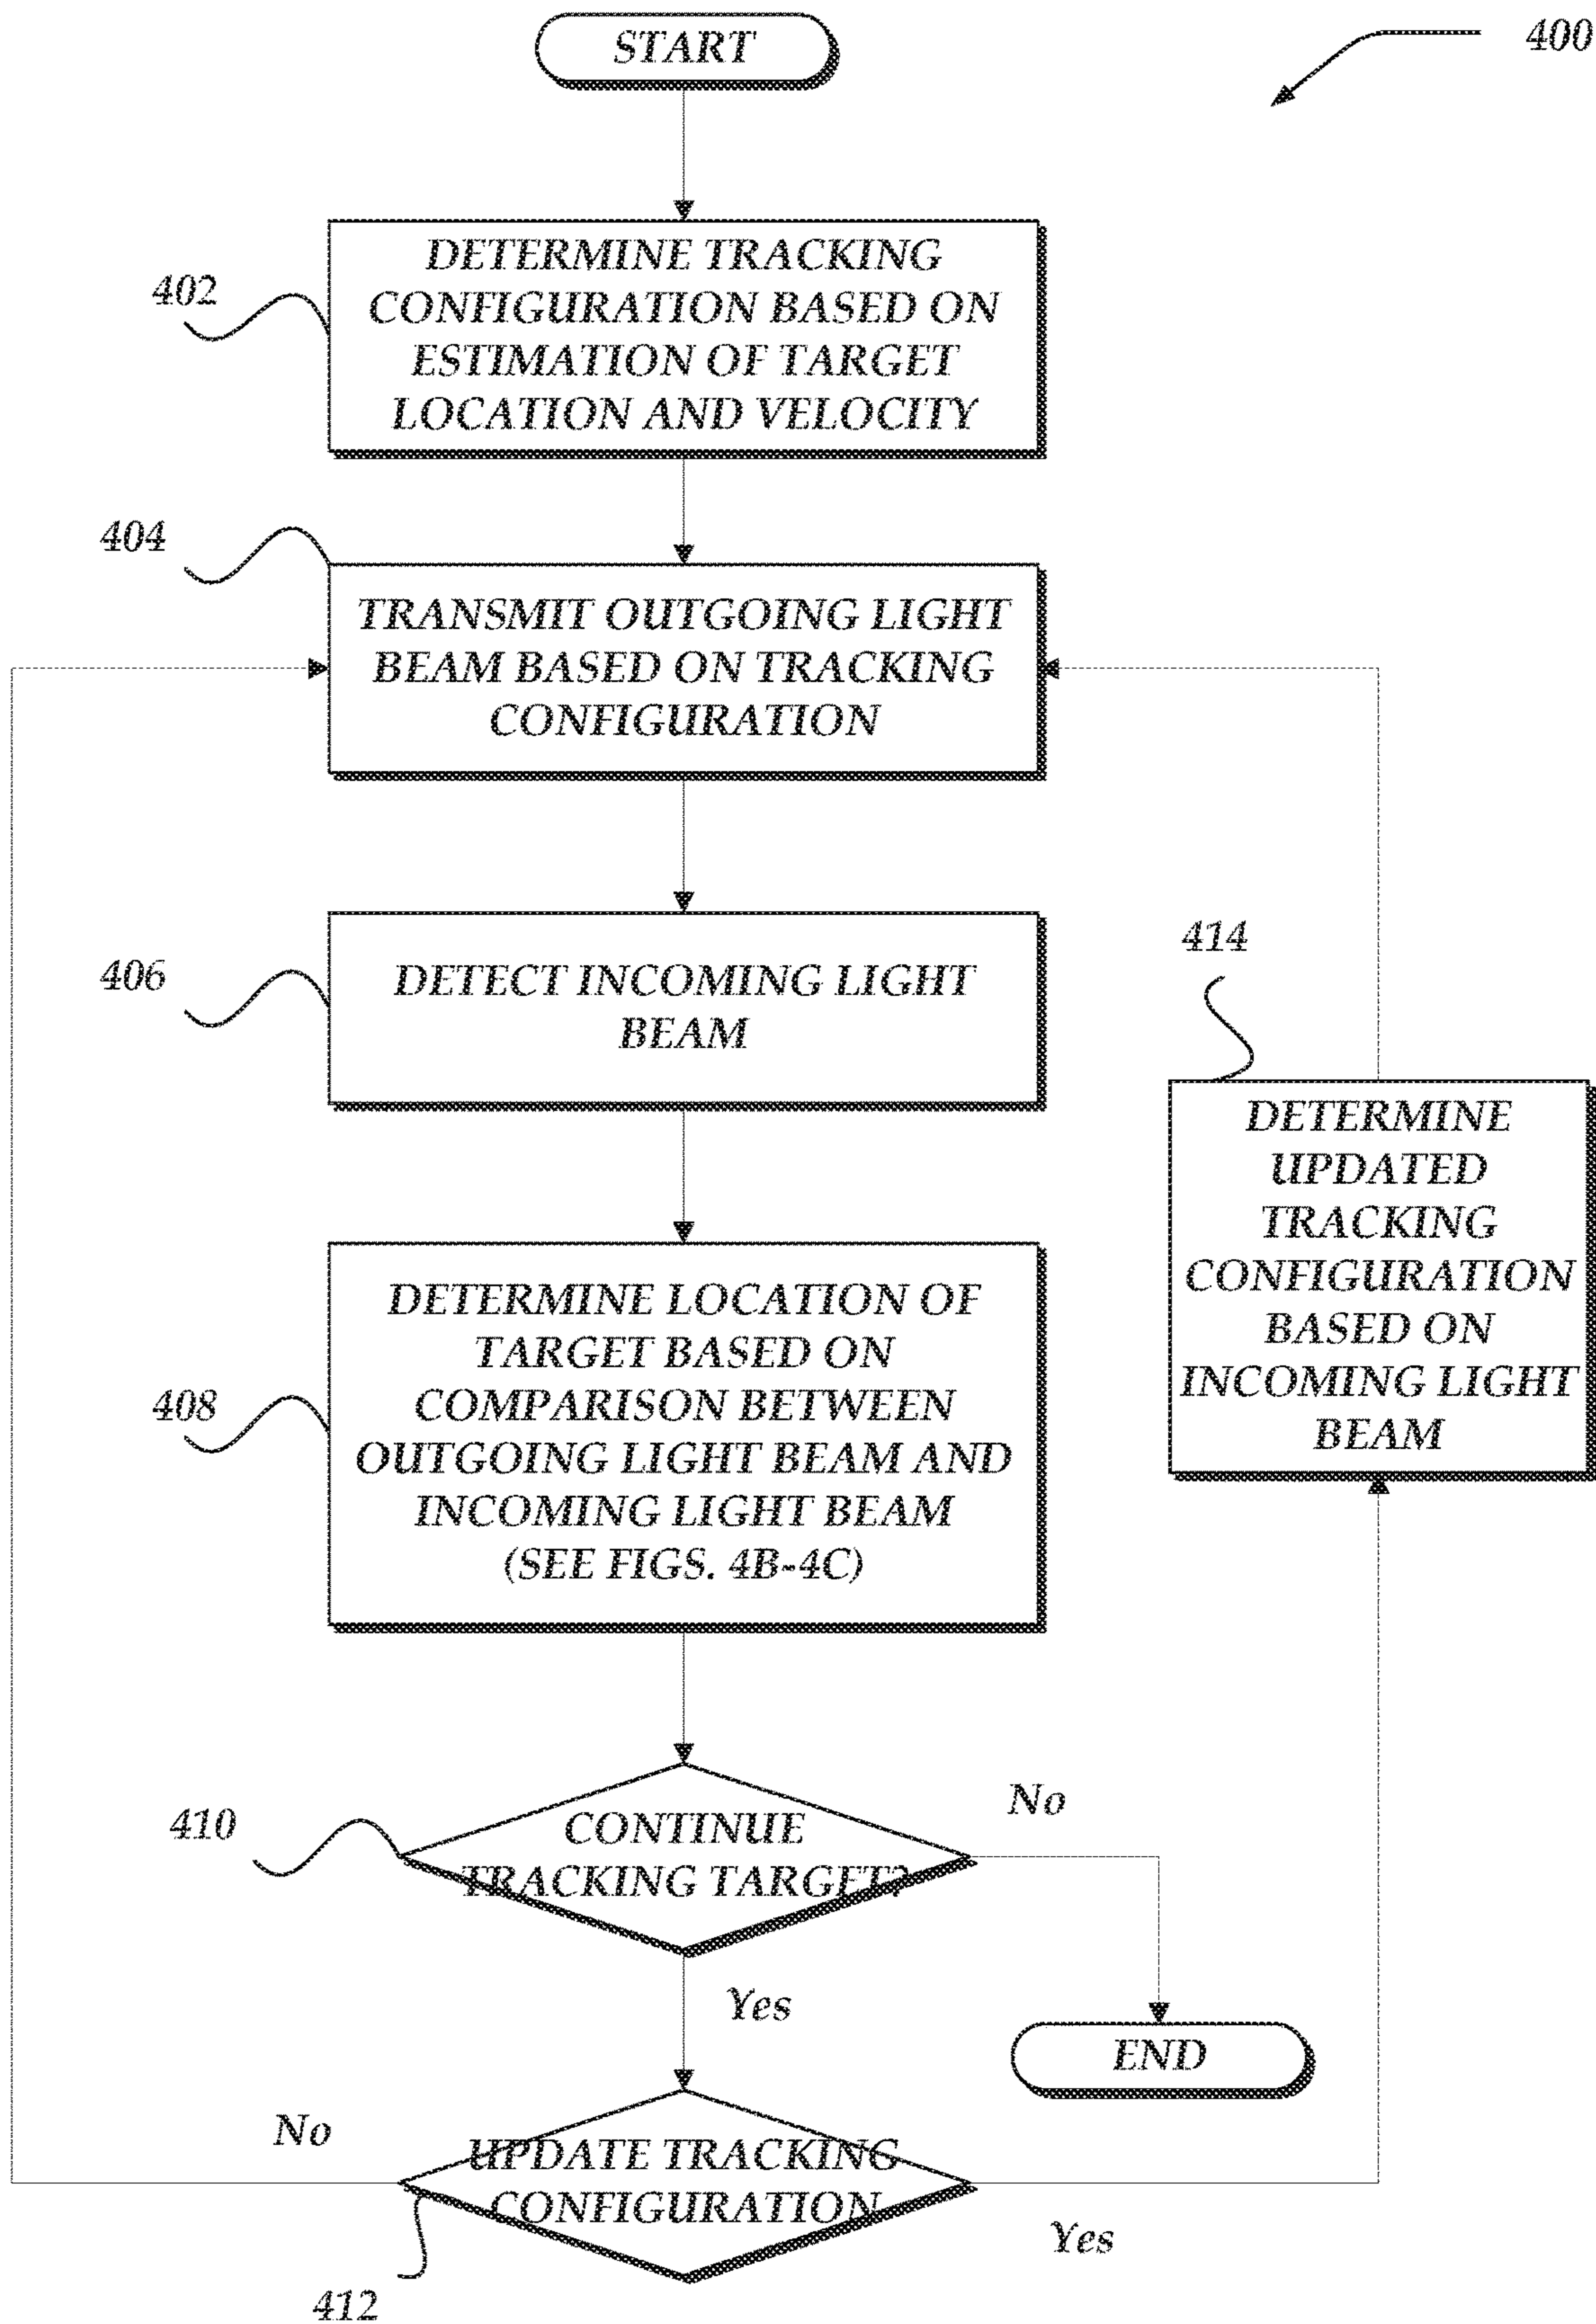 START
400
402
DETERMINE TRACKING
CONFIGURATION BASED ON
ESTIMATION OF TARGET
LOCATION AND VELOCITY
404
TRANSMIT OUTGOING LIGHT
BEAM BASED ON TRACKING
CONFIGURATION
406
DETECT INCOMING LIGHT
BEAM
414
DETERMINE
UPDATED
TRACKING
CONFIGURATION
BASED ON
INCOMING LIGHT
BEAM
408
DETERMINE LOCATION OF
TARGET BASED ON
COMPARISON BETWEEN
OUTGOING LIGHT BEAM AND
INCOMING LIGHT BEAM
(SEE FIGS. 4B-4C)
410
CONTINUE
TRACKING TARGET?
No
Yes
END
No
UPDATE TRACKING
CONFIGURATION
Yes
412